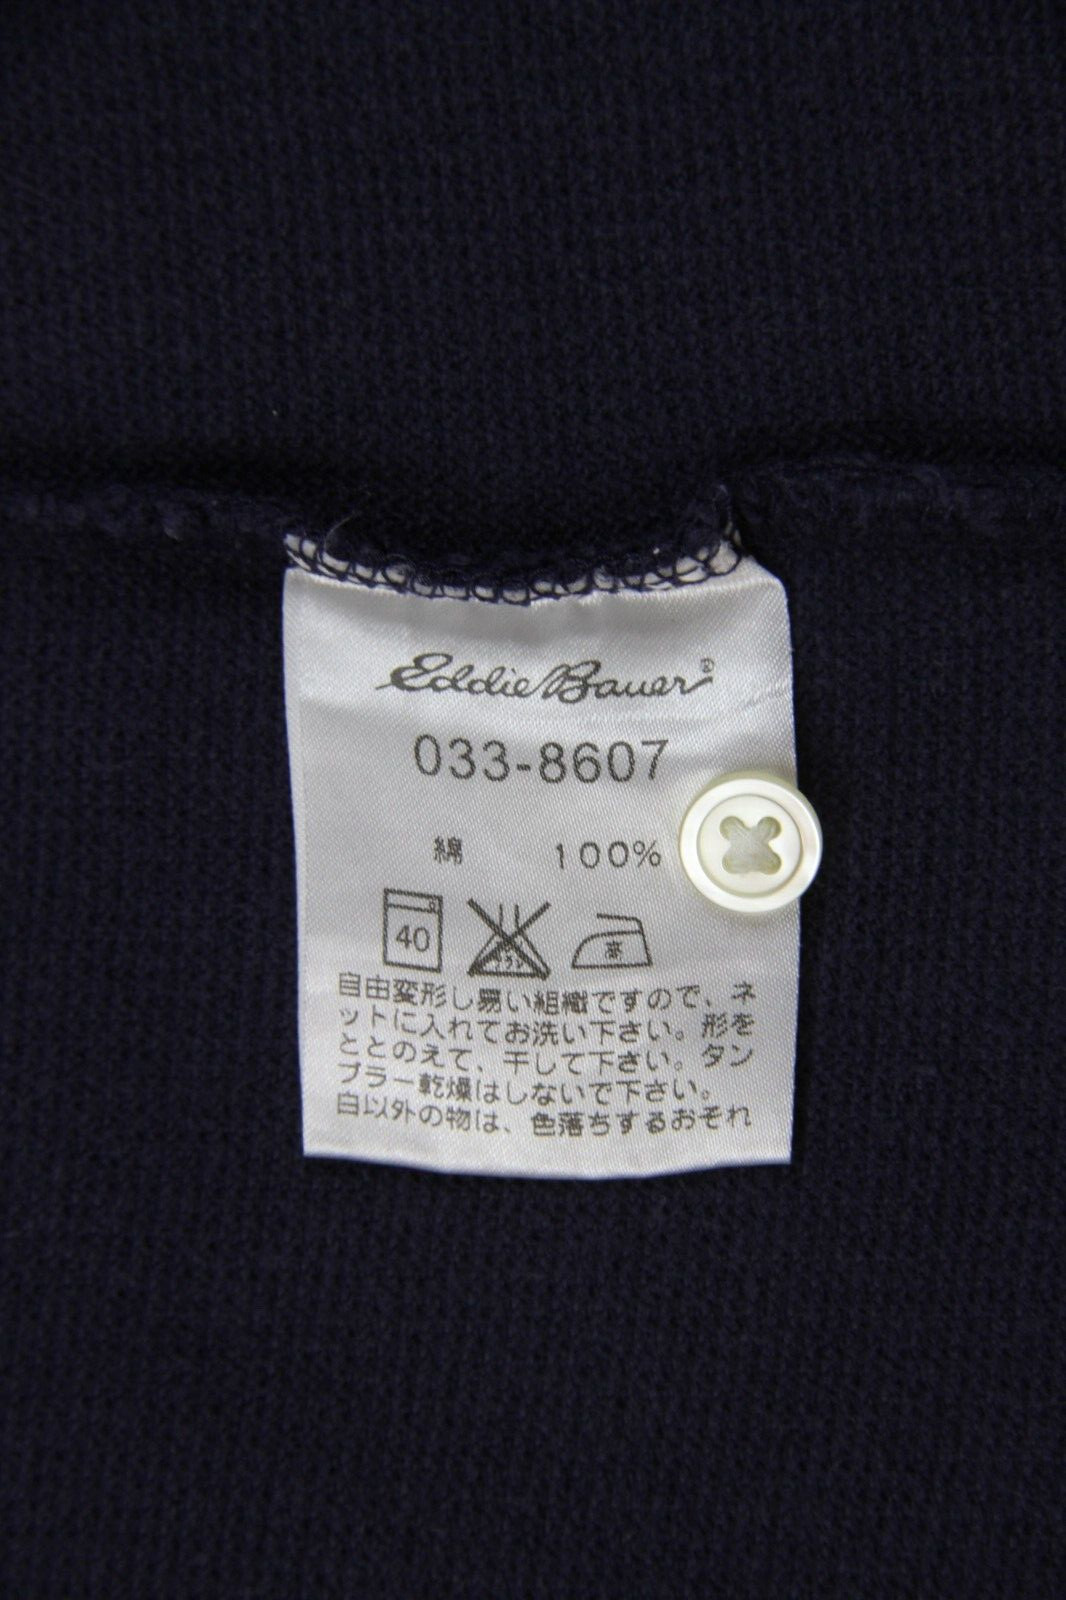 Eddie Bauer®
033-8607
綿 100%
40
自由変形し易い組織ですので、ネ
ットに入れてお洗い下さい。形を
ととのえて、干して下さい。タン
ブラー乾燥はしないで下さい。
白以外の物は、色落ちするおそれ